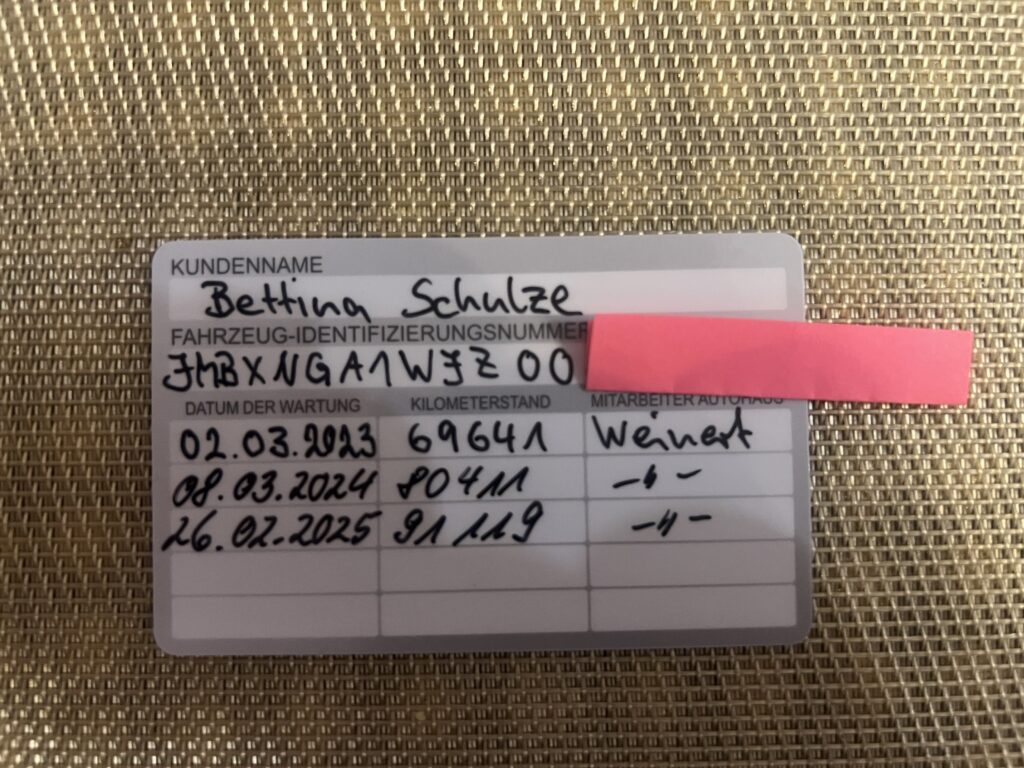 KUNDENNAME
Bettina Schulze
FAHRZEUG-IDENTIFIZIERUNGSNUMMER
JMBXNGA1WJZ00
DATUM DER WARTUNG KILOMETERSTAND MITARBEITER AUTOHAUS
02.03.2023 69641 Weinert
08.03.2024 80411 -"-
26.02.2025 91119 -"-